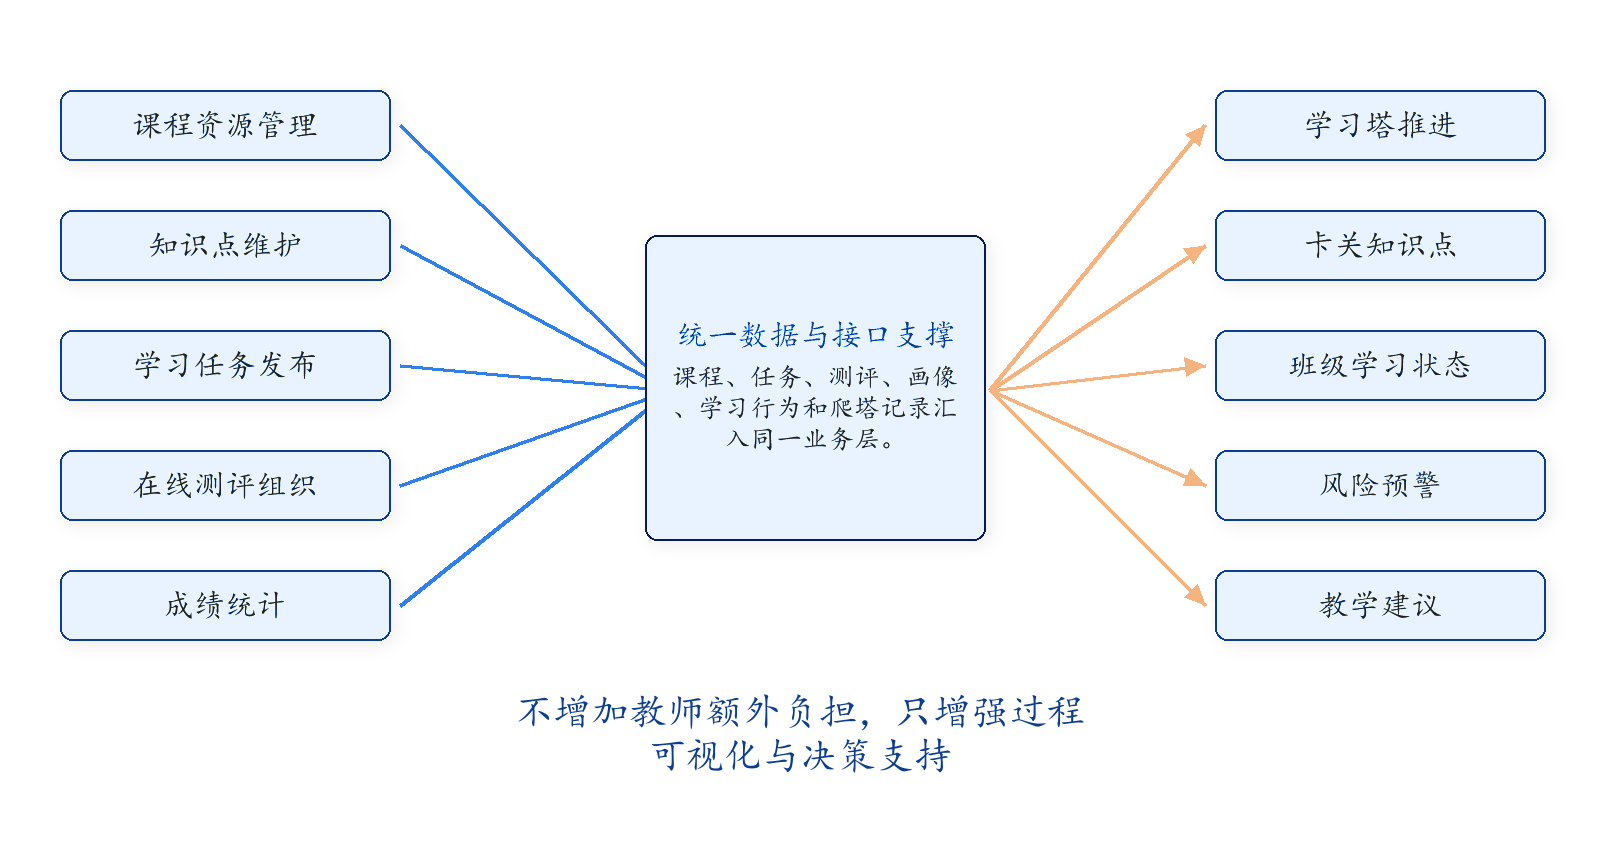 课程资源管理
知识点维护
学习任务发布
在线测评组织
成绩统计
统一数据与接口支撑
课程、任务、测评、画像
、学习行为和爬塔记录汇
入同一业务层。
学习塔推进
卡关知识点
班级学习状态
风险预警
教学建议
不增加教师额外负担，只增强过程
可视化与决策支持